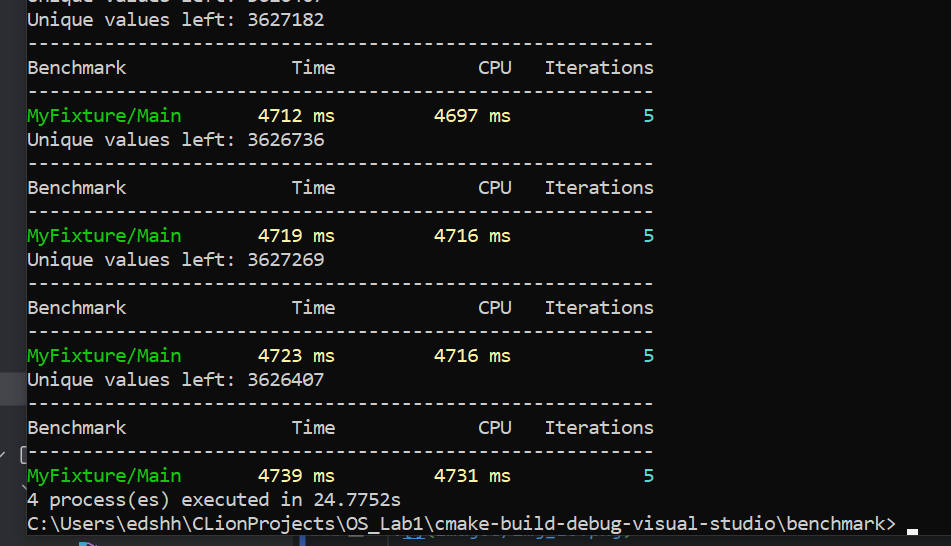 Unique values left: 3627182
---------------------------------------------------------
Benchmark               Time             CPU   Iterations
---------------------------------------------------------
MyFixture/Main       4712 ms         4697 ms            5
Unique values left: 3626736
---------------------------------------------------------
Benchmark               Time             CPU   Iterations
---------------------------------------------------------
MyFixture/Main       4719 ms         4716 ms            5
Unique values left: 3627269
---------------------------------------------------------
Benchmark               Time             CPU   Iterations
---------------------------------------------------------
MyFixture/Main       4723 ms         4716 ms            5
Unique values left: 3626407
---------------------------------------------------------
Benchmark               Time             CPU   Iterations
---------------------------------------------------------
MyFixture/Main       4739 ms         4731 ms            5
4 process(es) executed in 24.7752s
C:\Users\edshh\CLionProjects\OS_Lab1\cmake-build-debug-visual-studio\benchmark>